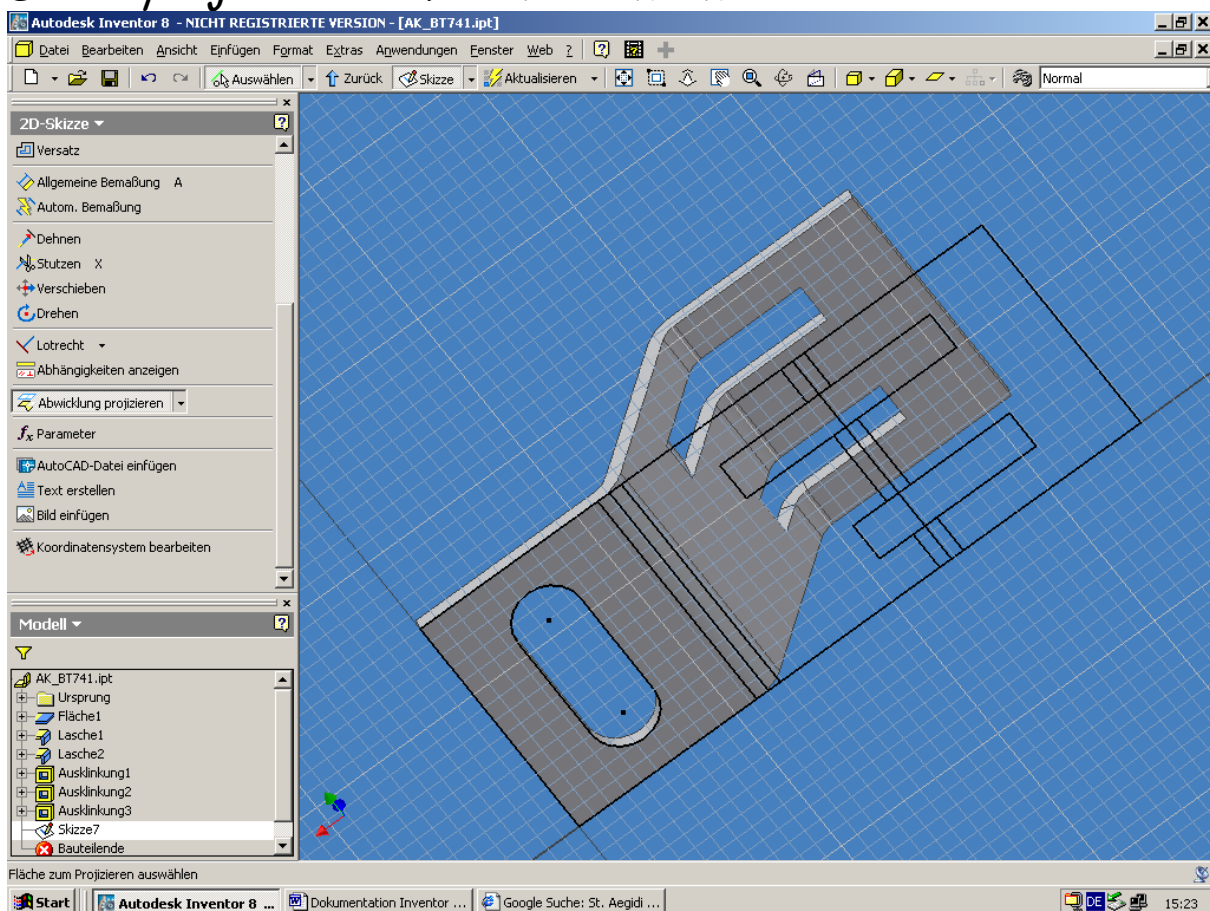 Autodesk Inventor 8 - NICHT REGISTRIERTE VERSION - [AK_BT741.ipt]
Datei Bearbeiten Ansicht Einfügen Format Extras Anwendungen Fenster Web ?
Auswählen Zurück Skizze Aktualisieren Normal
2D-Skizze
Versatz
Allgemeine Bemaßung A
Autom. Bemaßung
Dehnen
Stutzen X
Verschieben
Drehen
Lotrecht
Abhängigkeiten anzeigen
Abwicklung projizieren
fx Parameter
AutoCAD-Datei einfügen
Text erstellen
Bild einfügen
Koordinatensystem bearbeiten
Modell
AK_BT741.ipt
Ursprung
Fläche1
Lasche1
Lasche2
Ausklinkung1
Ausklinkung2
Ausklinkung3
Skizze7
Bauteilende
Fläche zum Projizieren auswählen
Start Autodesk Inventor 8 ... Dokumentation Inventor ... Google Suche: St. Aegidi ... DE 15:23